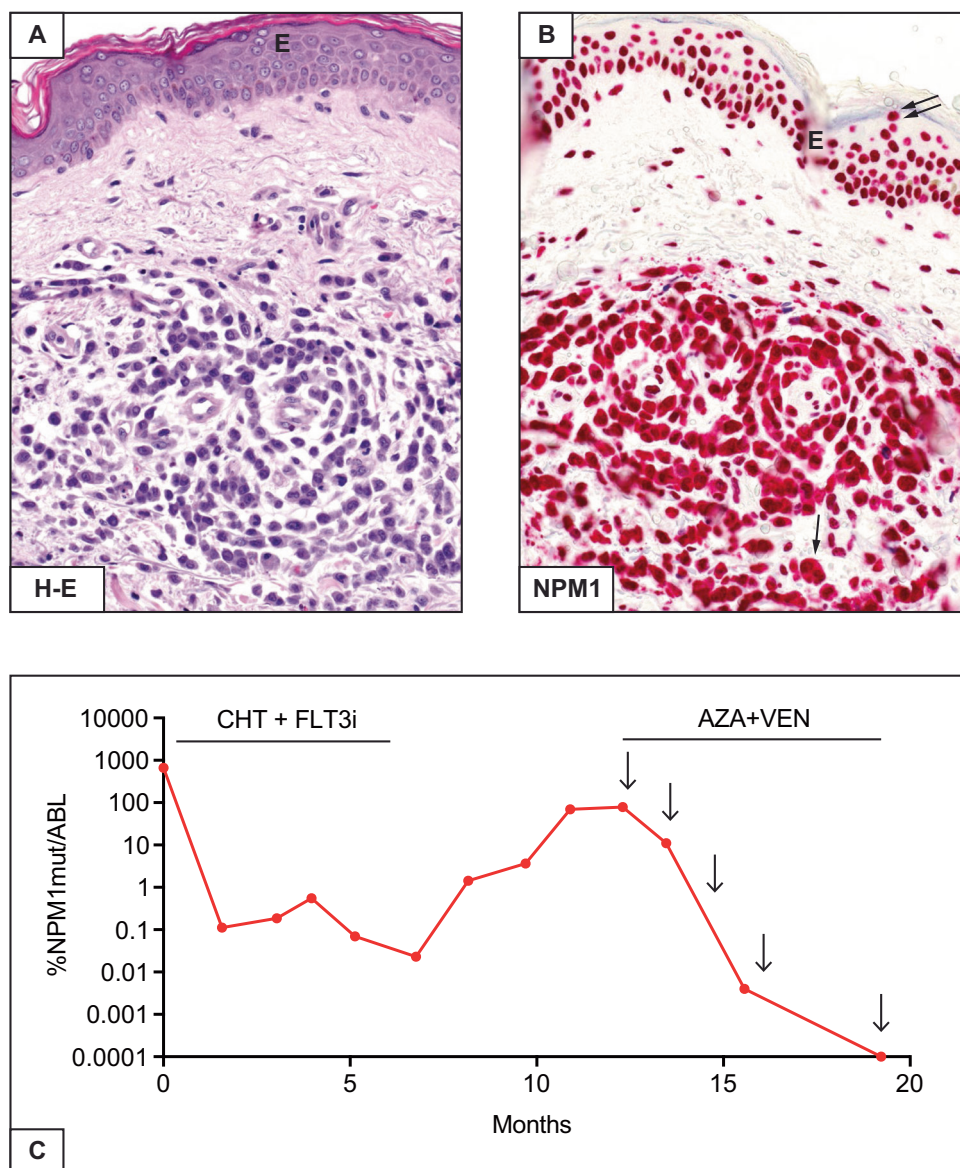 A
E
H-E
B
E
NPM1
CHT + FLT3i
AZA+VEN
%NPM1mut/ABL
10000
1000
100
10
1
0.1
0.01
0.001
0.0001
0
5
10
15
20
Months
C